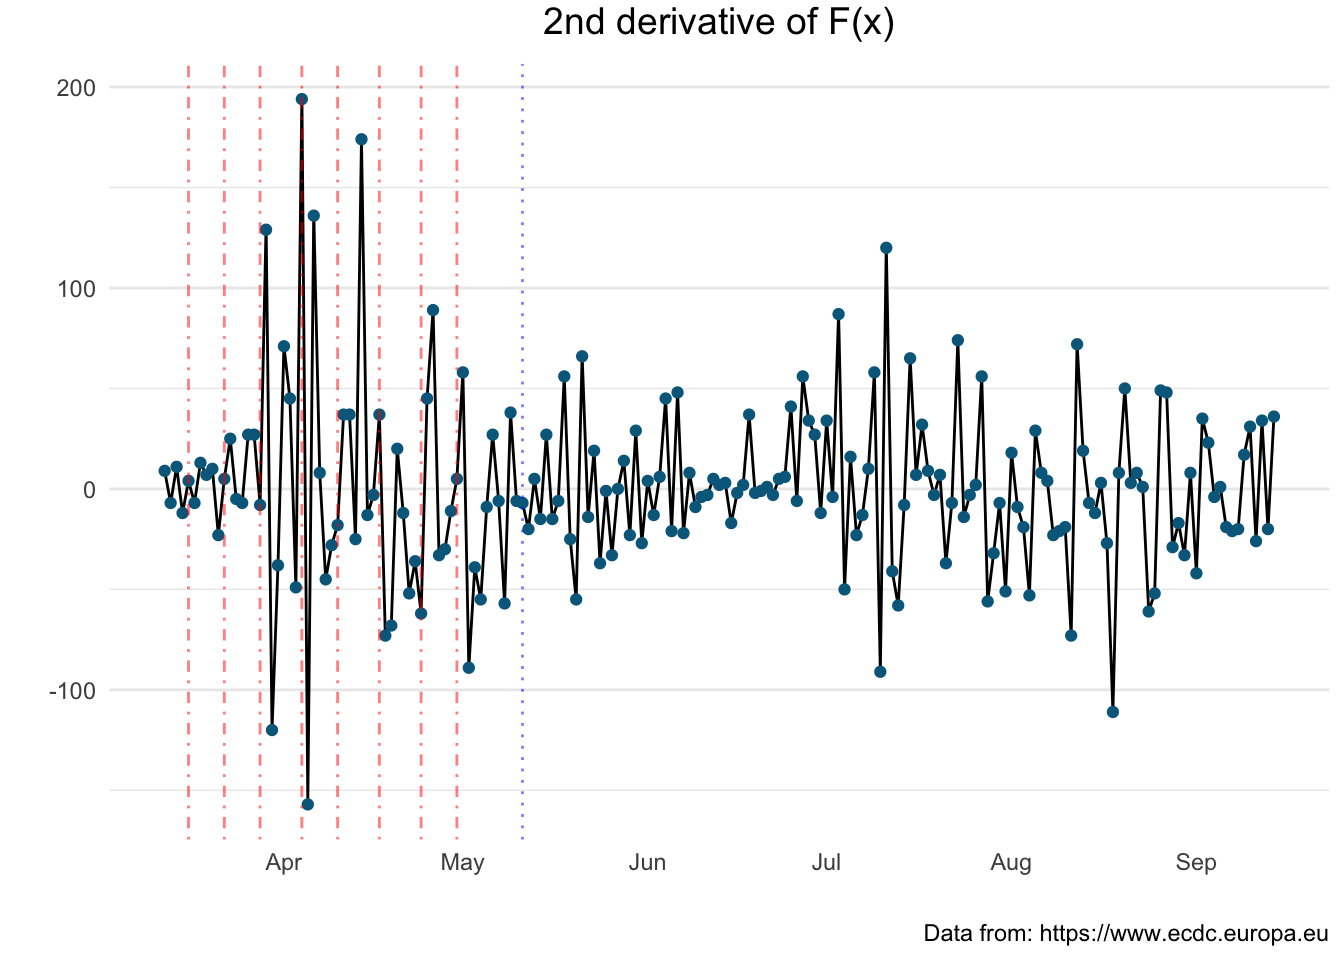 2nd derivative of F(x)
200
100
0
-100
Apr May Jun Jul Aug Sep
Data from: https://www.ecdc.europa.eu